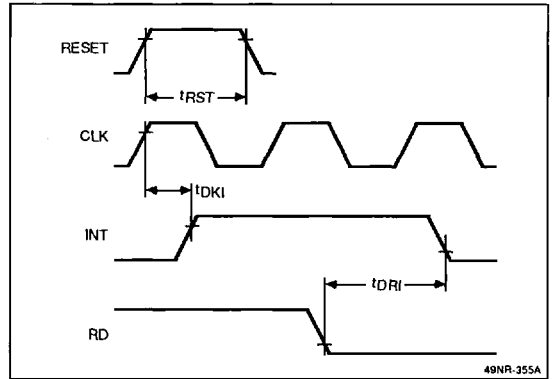 RESET
tRST
CLK
tDKI
INT
tDRI
RD
49NR-355A